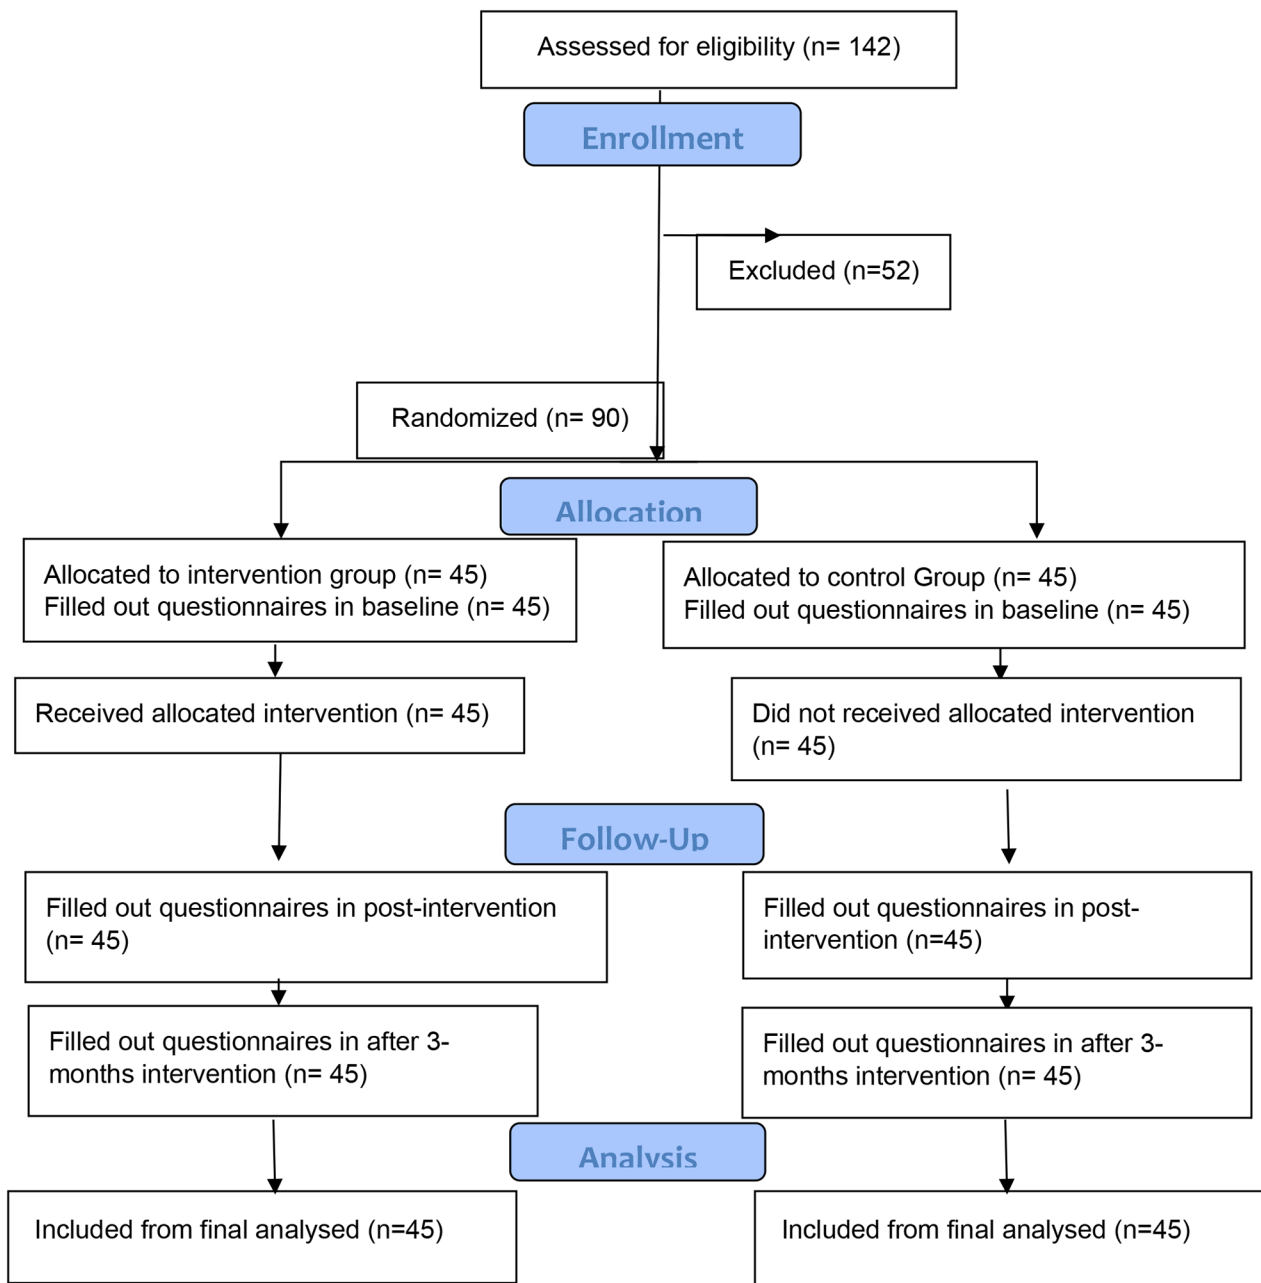 Assessed for eligibility (n= 142)
Enrollment
Excluded (n=52)
Randomized (n= 90)
Allocation
Allocated to intervention group (n= 45)
Filled out questionnaires in baseline (n= 45)
Allocated to control Group (n= 45)
Filled out questionnaires in baseline (n= 45)
Received allocated intervention (n= 45)
Did not received allocated intervention
(n= 45)
Follow-Up
Filled out questionnaires in post-intervention
(n= 45)
Filled out questionnaires in post-
intervention (n=45)
Filled out questionnaires in after 3-
months intervention (n= 45)
Filled out questionnaires in after 3-
months intervention (n= 45)
Analysis
Included from final analysed (n=45)
Included from final analysed (n=45)